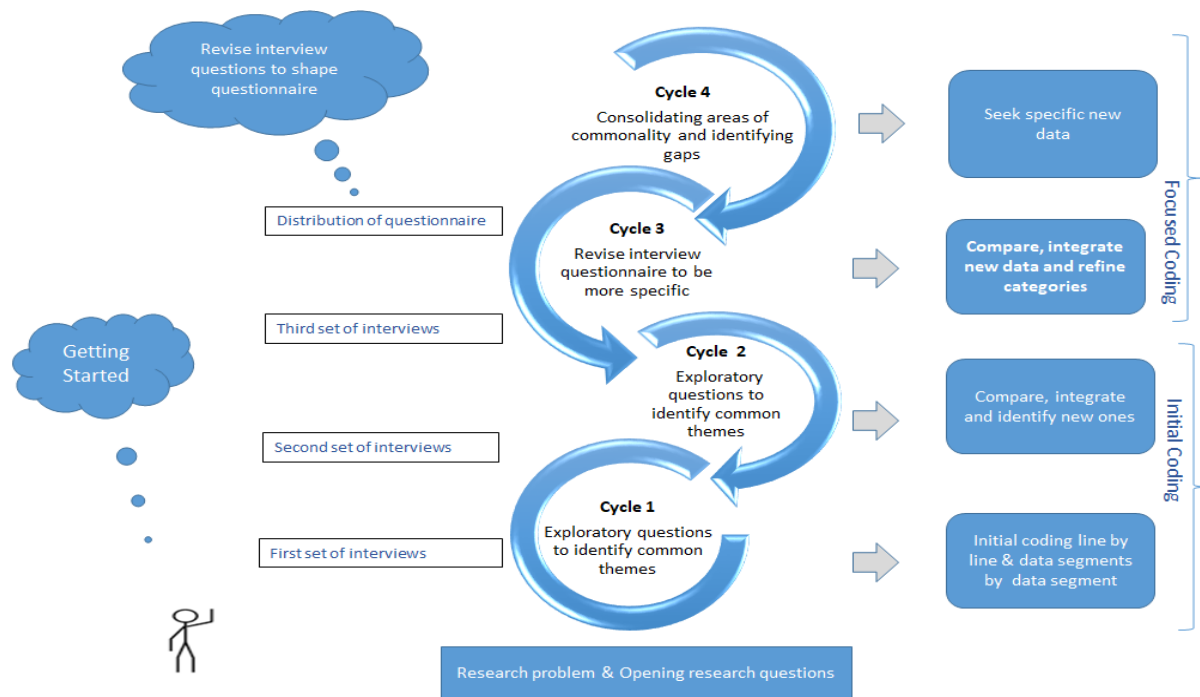 Revise interview
questions to shape
questionnaire
Cycle 4
Consolidating areas of
commonality and identifying
gaps
Seek specific new
data
Focused Coding
Distribution of questionnaire
Cycle 3
Revise interview
questionnaire to be
more specific
Compare, integrate
new data and refine
categories
Getting
Started
Third set of interviews
Cycle 2
Exploratory
questions to
identify common
themes
Compare, integrate
and identify new ones
Initial Coding
Second set of interviews
Cycle 1
Exploratory questions
to identify common
themes
First set of interviews
Initial coding line by
line & data segments
by data segment
Research problem & Opening research questions